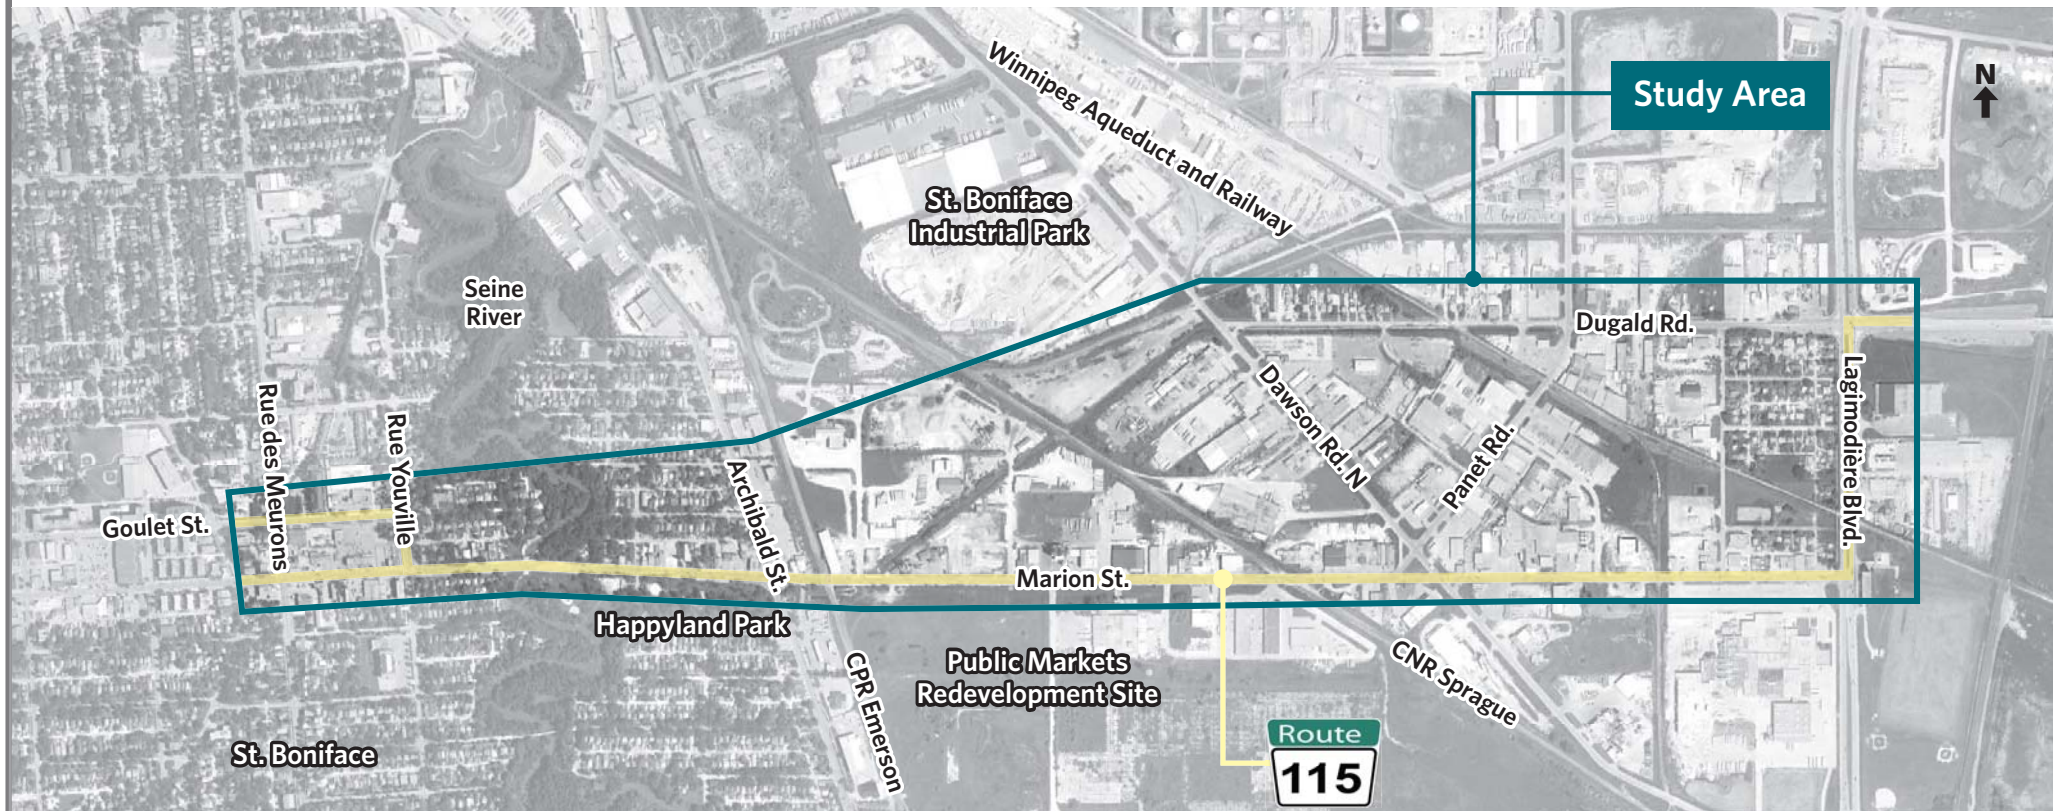 Study Area
N
Winnipeg Aqueduct and Railway
St. Boniface
Industrial Park
Seine
River
Dugald Rd.
Lagimodière Blvd.
Dawson Rd. N
Panet Rd.
Rue des Meurons
Rue Youville
Archibald St.
Goulet St.
Marion St.
Happyland Park
Public Markets
Redevelopment Site
CPR Emerson
CNR Sprague
St. Boniface
Route
115